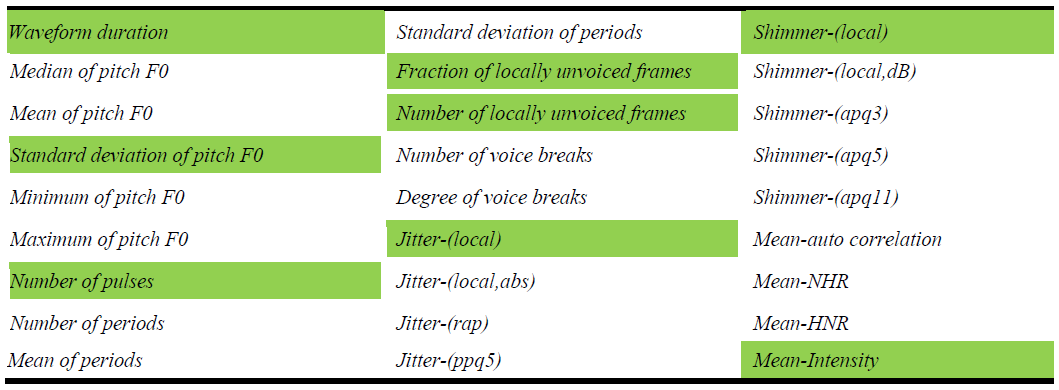 Waveform duration
Standard deviation of periods
Shimmer-(local)
Median of pitch F0
Fraction of locally unvoiced frames
Shimmer-(local,dB)
Mean of pitch F0
Number of locally unvoiced frames
Shimmer-(apq3)
Standard deviation of pitch F0
Number of voice breaks
Shimmer-(apq5)
Minimum of pitch F0
Degree of voice breaks
Shimmer-(apq11)
Maximum of pitch F0
Jitter-(local)
Mean-auto correlation
Number of pulses
Jitter-(local,abs)
Mean-NHR
Number of periods
Jitter-(rap)
Mean-HNR
Mean of periods
Jitter-(ppq5)
Mean-Intensity